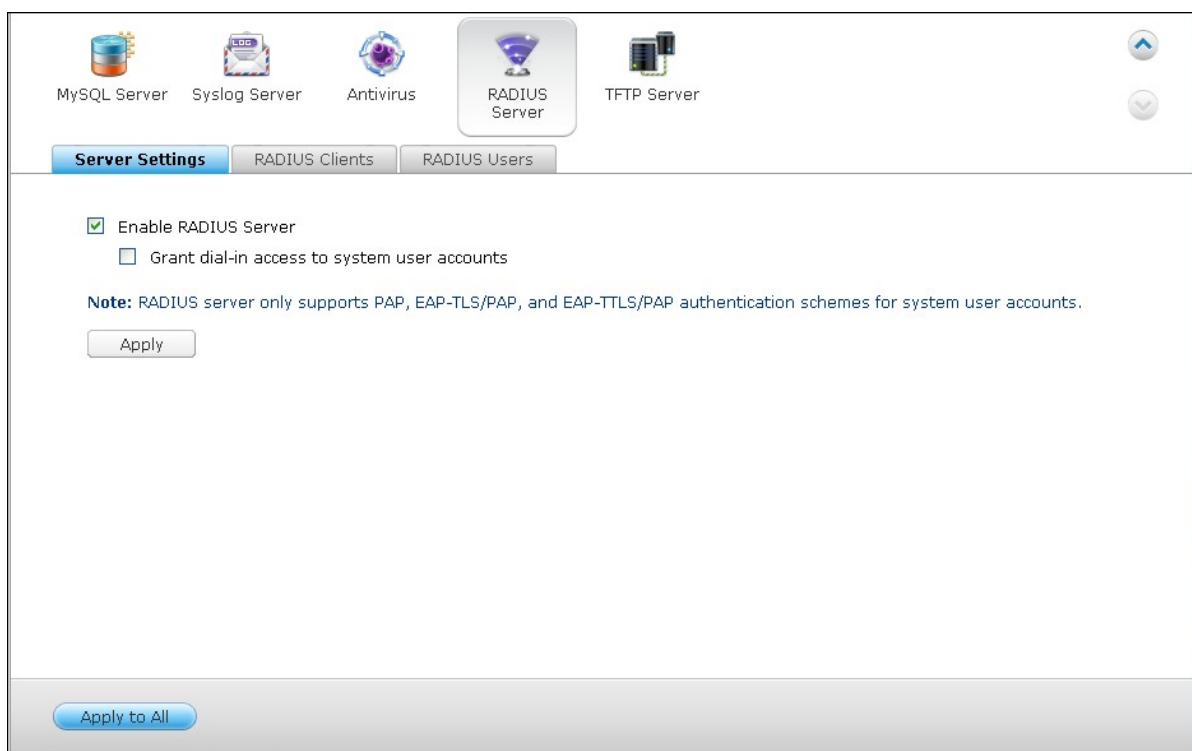 LOG
MySQL Server
Syslog Server
Antivirus
RADIUS
Server
TFTP Server
Server Settings
RADIUS Clients
RADIUS Users
Enable RADIUS Server
Grant dial-in access to system user accounts
Note: RADIUS server only supports PAP, EAP-TLS/PAP, and EAP-TTLS/PAP authentication schemes for system user accounts.
Apply
Apply to All